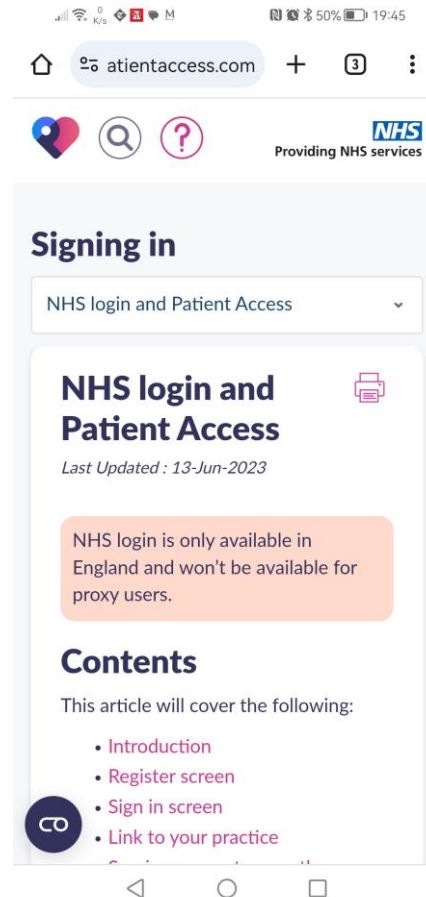 0
K/s
M
50%
19:45
atientaccess.com
3
?
NHS
Providing NHS services
Signing in
NHS login and Patient Access
NHS login and
Patient Access
Last Updated : 13-Jun-2023
NHS login is only available in
England and won't be available for
proxy users.
Contents
This article will cover the following:
• Introduction
• Register screen
• Sign in screen
• Link to your practice